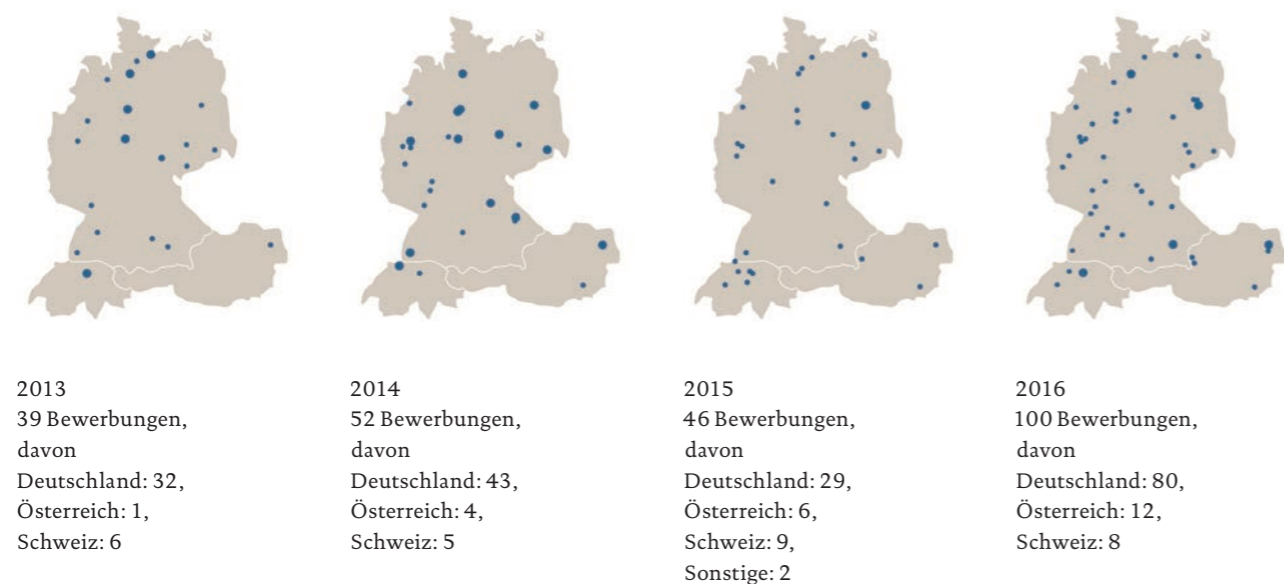 2013
39 Bewerbungen,
davon
Deutschland: 32,
Österreich: 1,
Schweiz: 6
2014
52 Bewerbungen,
davon
Deutschland: 43,
Österreich: 4,
Schweiz: 5
2015
46 Bewerbungen,
davon
Deutschland: 29,
Österreich: 6,
Schweiz: 9,
Sonstige: 2
2016
100 Bewerbungen,
davon
Deutschland: 80,
Österreich: 12,
Schweiz: 8